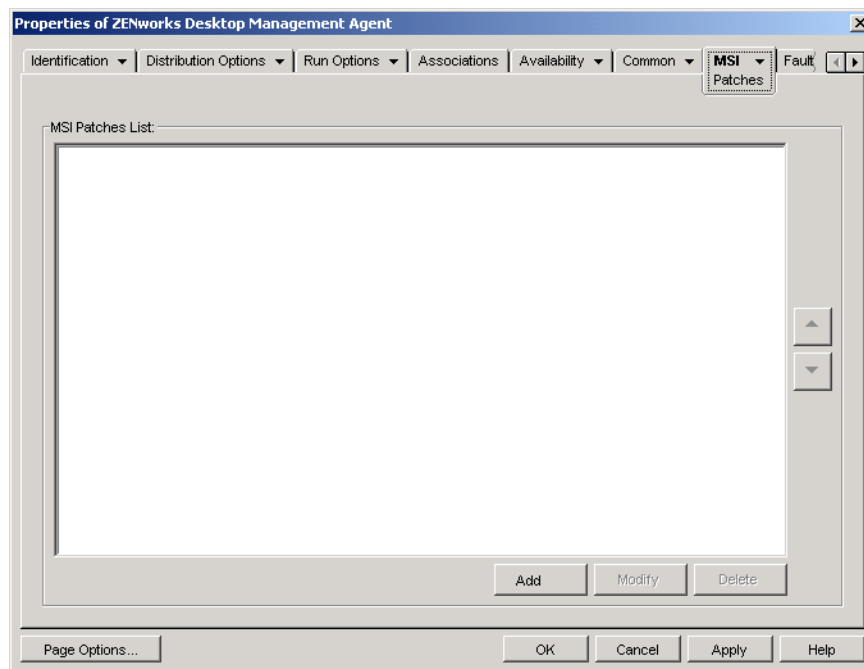 Properties of ZENworks Desktop Management Agent
Identification
Distribution Options
Run Options
Associations
Availability
Common
MSI
Fault
Patches
MSI Patches List:
Add
Modify
Delete
Page Options...
OK
Cancel
Apply
Help